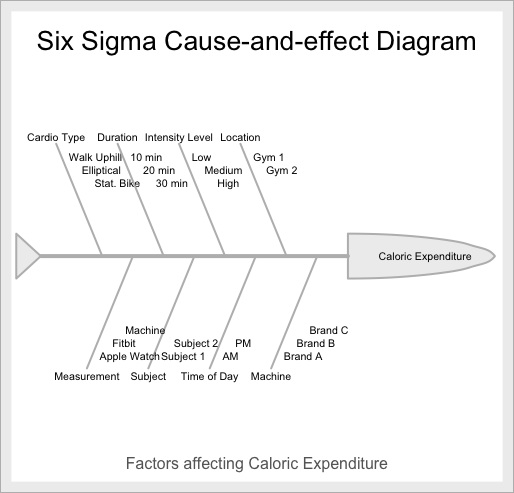 Six Sigma Cause-and-effect Diagram
Cardio Type Duration Intensity Level Location
Walk Uphill 10 min Low Gym 1
Elliptical 20 min Medium Gym 2
Stat. Bike 30 min High
Caloric Expenditure
Machine Brand C
Fitbit Subject 2 PM Brand B
Apple Watch Subject 1 AM Brand A
Measurement Subject Time of Day Machine
Factors affecting Caloric Expenditure